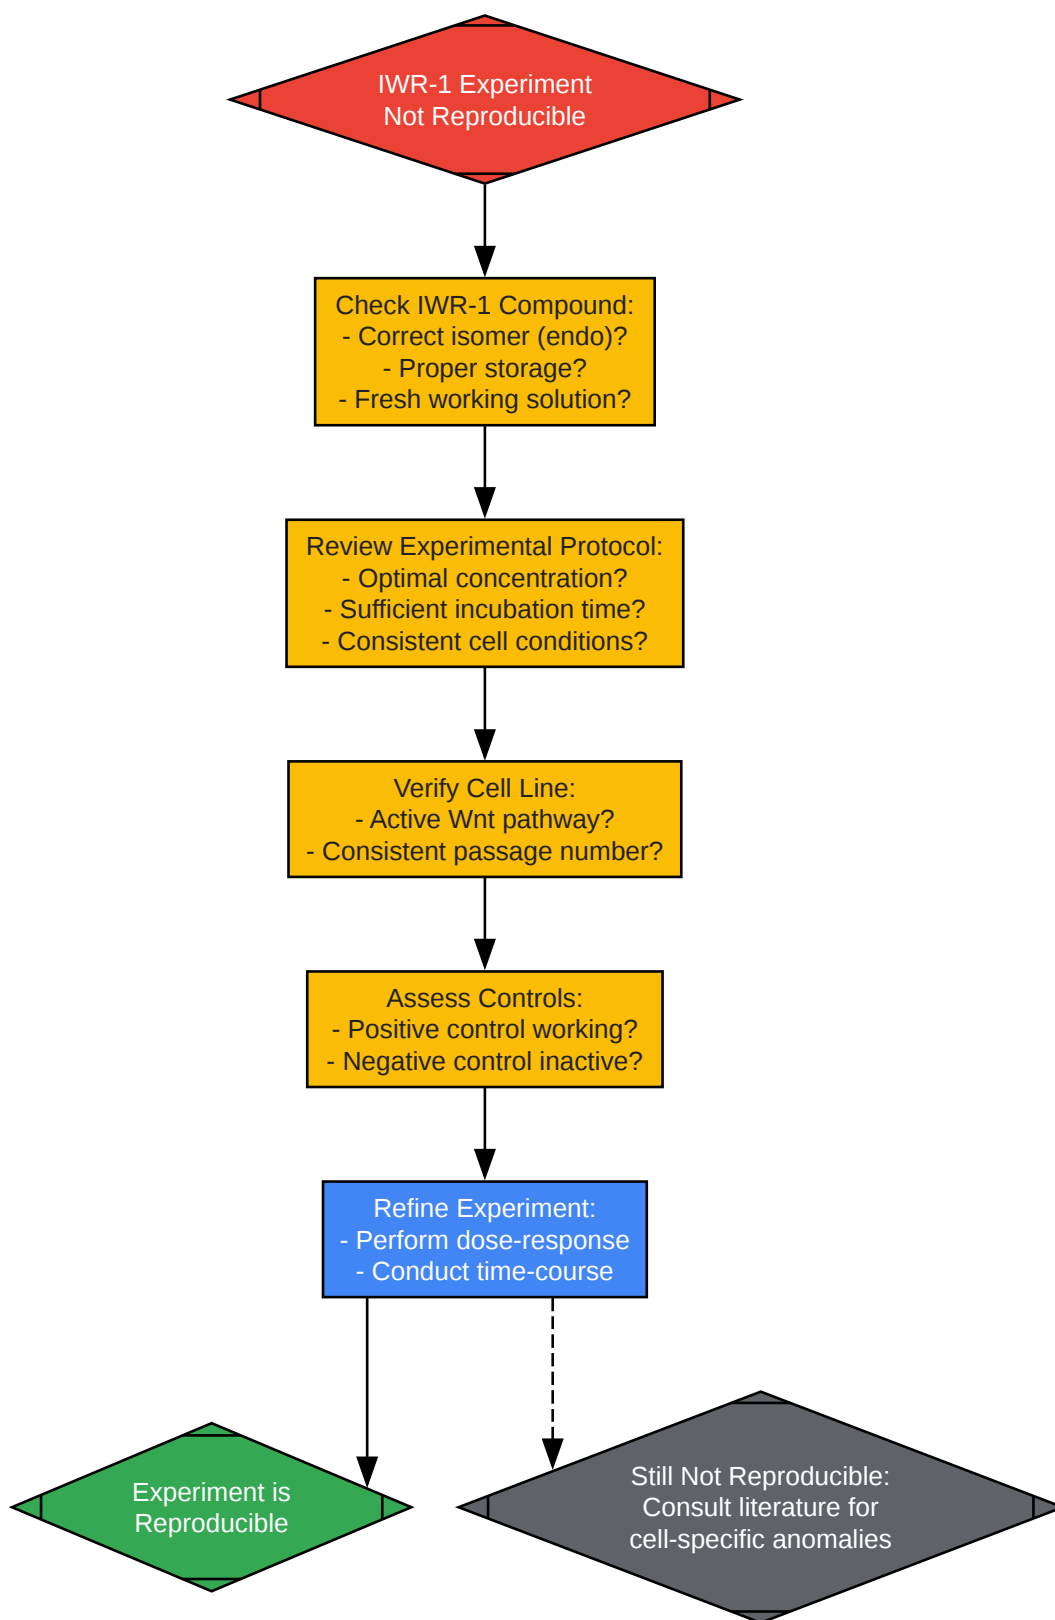 IWR-1 Experiment
Not Reproducible
Check IWR-1 Compound:
- Correct isomer (endo)?
- Proper storage?
- Fresh working solution?
Review Experimental Protocol:
- Optimal concentration?
- Sufficient incubation time?
- Consistent cell conditions?
Verify Cell Line:
- Active Wnt pathway?
- Consistent passage number?
Assess Controls:
- Positive control working?
- Negative control inactive?
Refine Experiment:
- Perform dose-response
- Conduct time-course
Experiment is
Reproducible
Still Not Reproducible:
Consult literature for
cell-specific anomalies